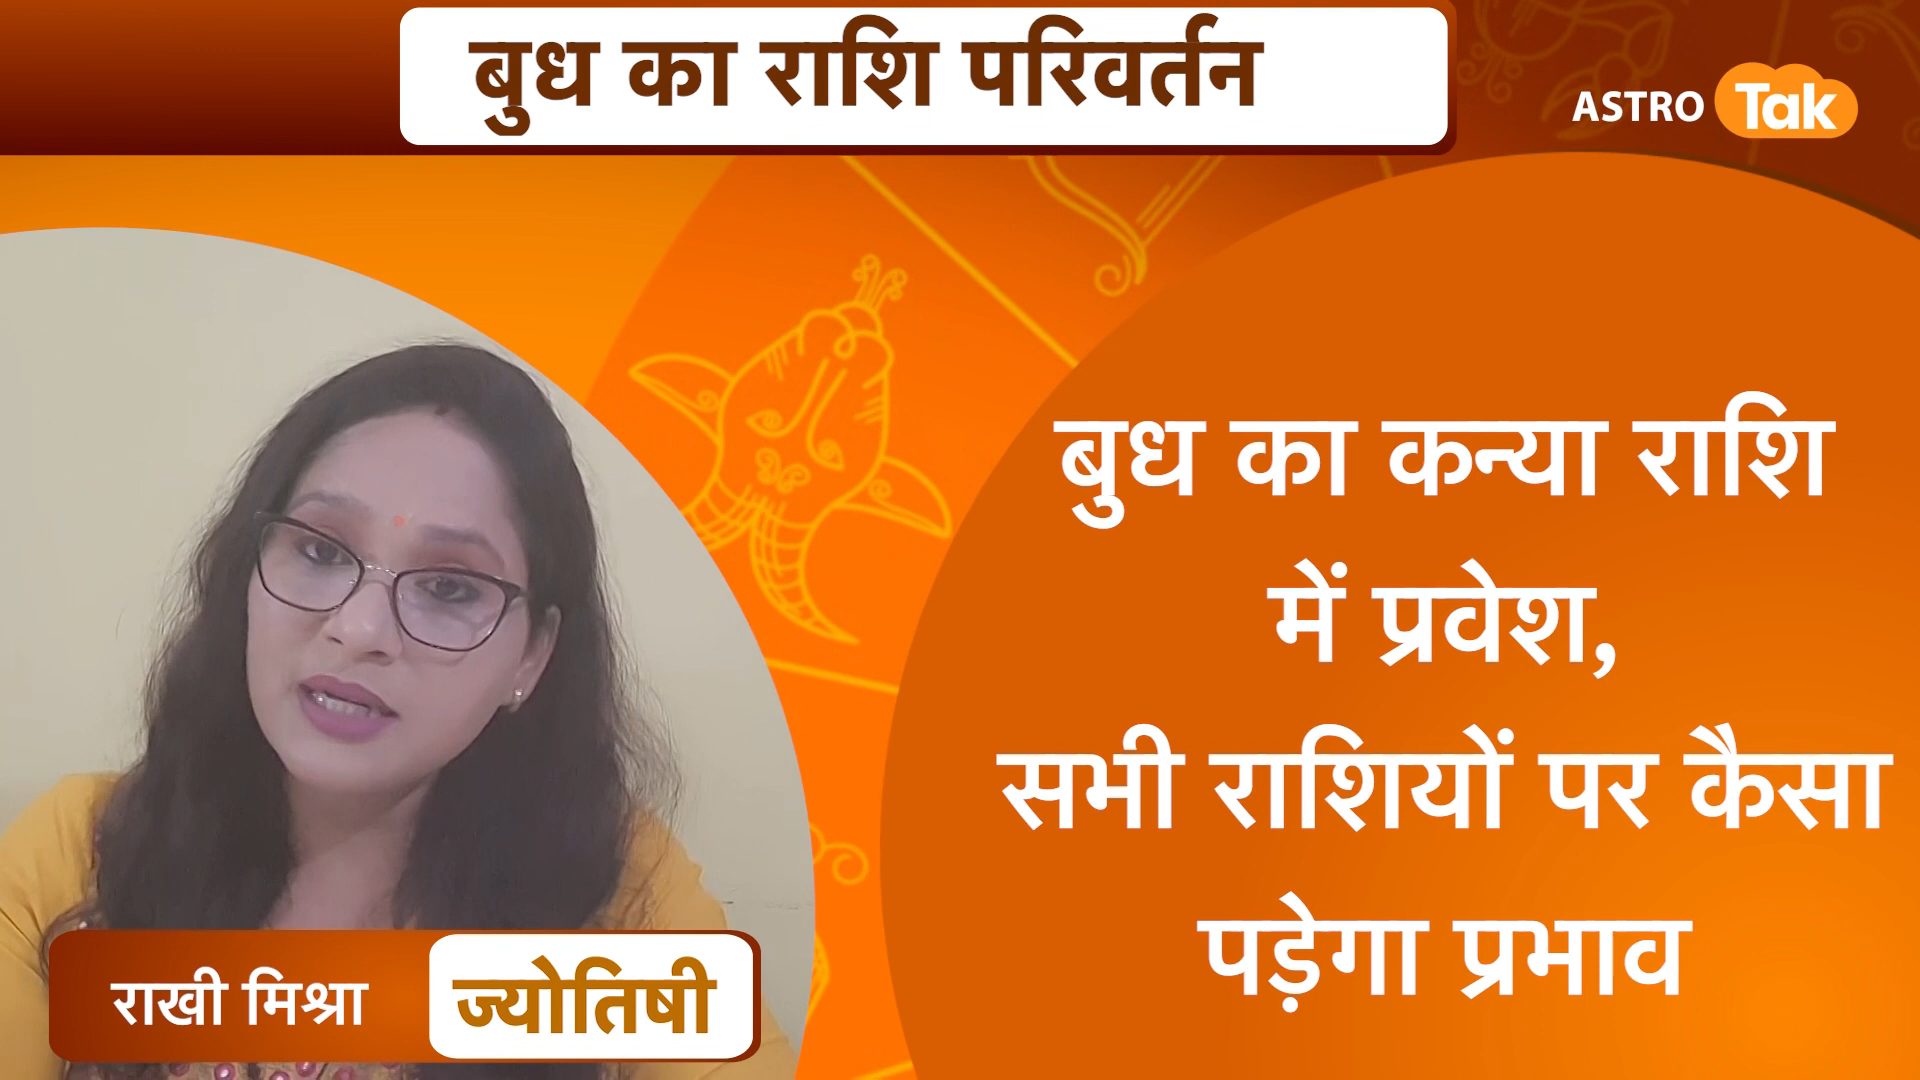 बुध का राशि परिवर्तन
ASTRO Tak
बुध का कन्या राशि
में प्रवेश,
सभी राशियों पर कैसा
पड़ेगा प्रभाव
राखी मिश्रा
ज्योतिषी